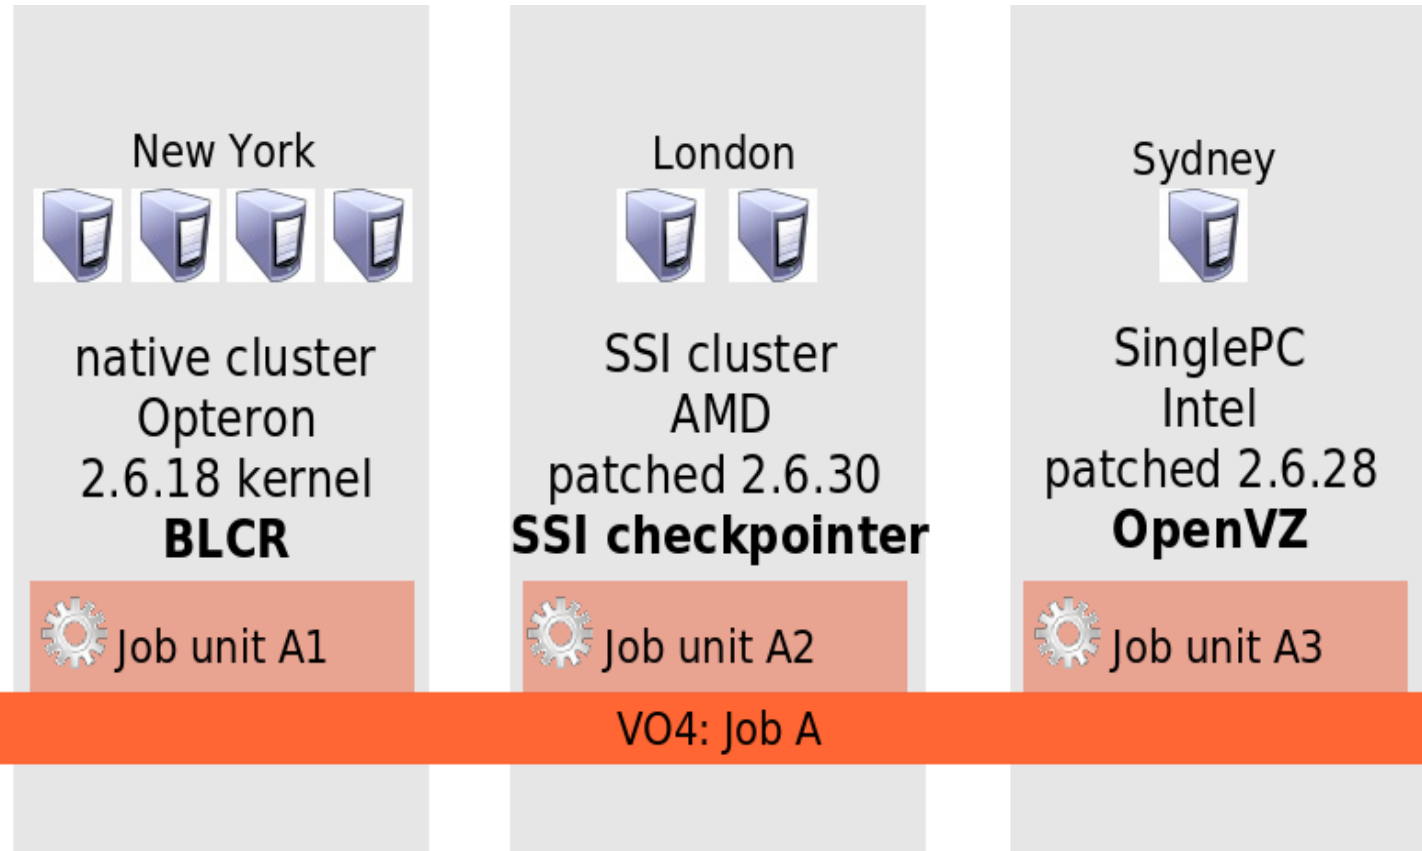 New York
native cluster
Opteron
2.6.18 kernel
BLCR
Job unit A1
London
SSI cluster
AMD
patched 2.6.30
SSI checkpointer
Job unit A2
Sydney
SinglePC
Intel
patched 2.6.28
OpenVZ
Job unit A3
VO4: Job A